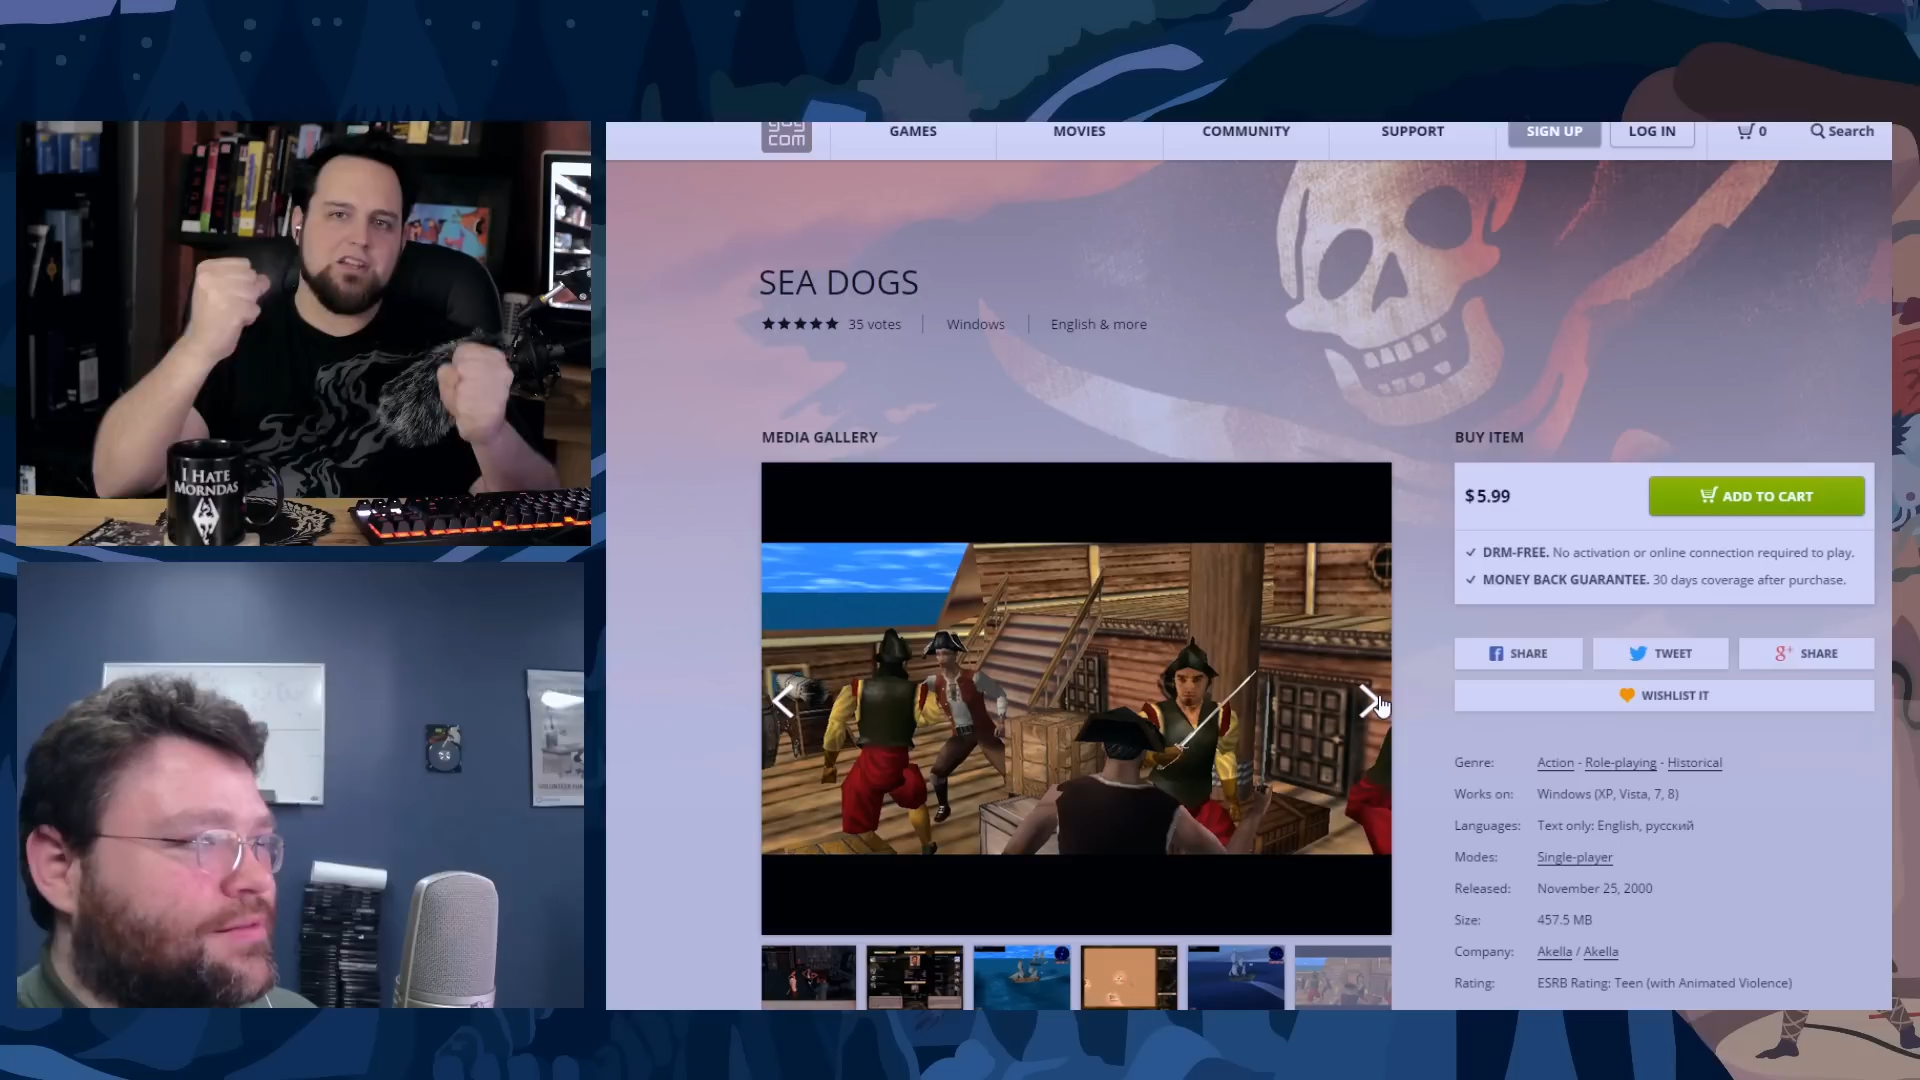 gog
COM
GAMES
MOVIES
COMMUNITY
SUPPORT
SIGN UP
LOG IN
0
Search
SEA DOGS
35 votes
Windows
English & more
MEDIA GALLERY
BUY ITEM
$5.99
ADD TO CART
✓ DRM-FREE. No activation or online connection required to play.
✓ MONEY BACK GUARANTEE. 30 days coverage after purchase.
SHARE
TWEET
g+ SHARE
WISHLIST IT
Genre: Action - Role-playing - Historical
Works on: Windows (XP, Vista, 7, 8)
Languages: Text only: English, русский
Modes: Single-player
Released: November 25, 2000
Size: 457.5 MB
Company: Akella / Akella
Rating: ESRB Rating: Teen (with Animated Violence)
I HATE
MORNDAS